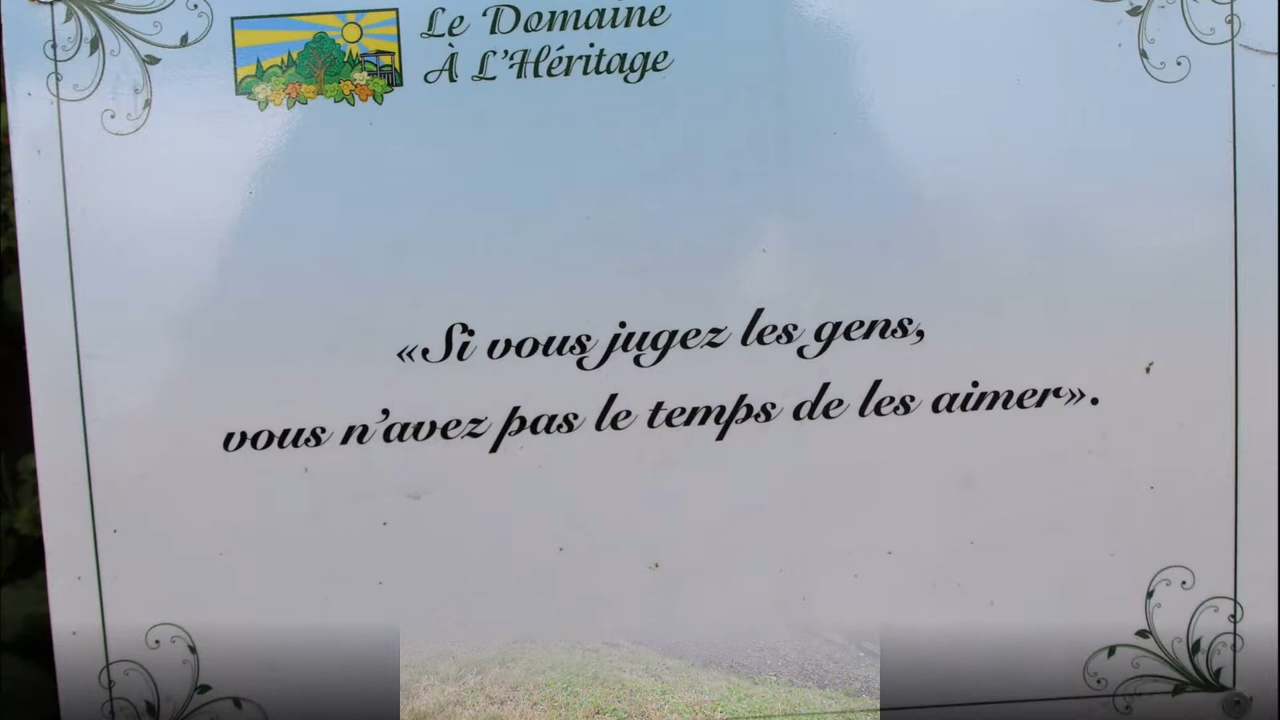 Le Domaine
À L'Héritage
«Si vous jugez les gens,
vous n'avez pas le temps de les aimer».